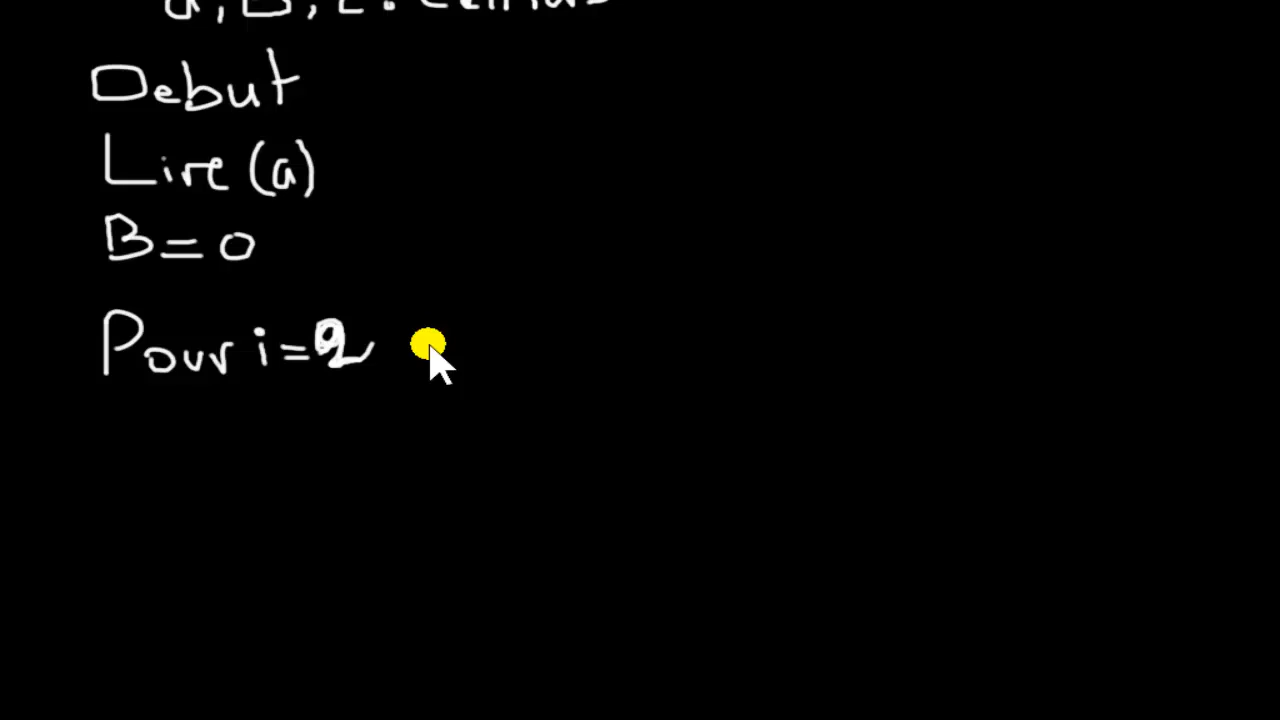 a, B,
Debut
Lire (a)
B = 0
Pour i = 2